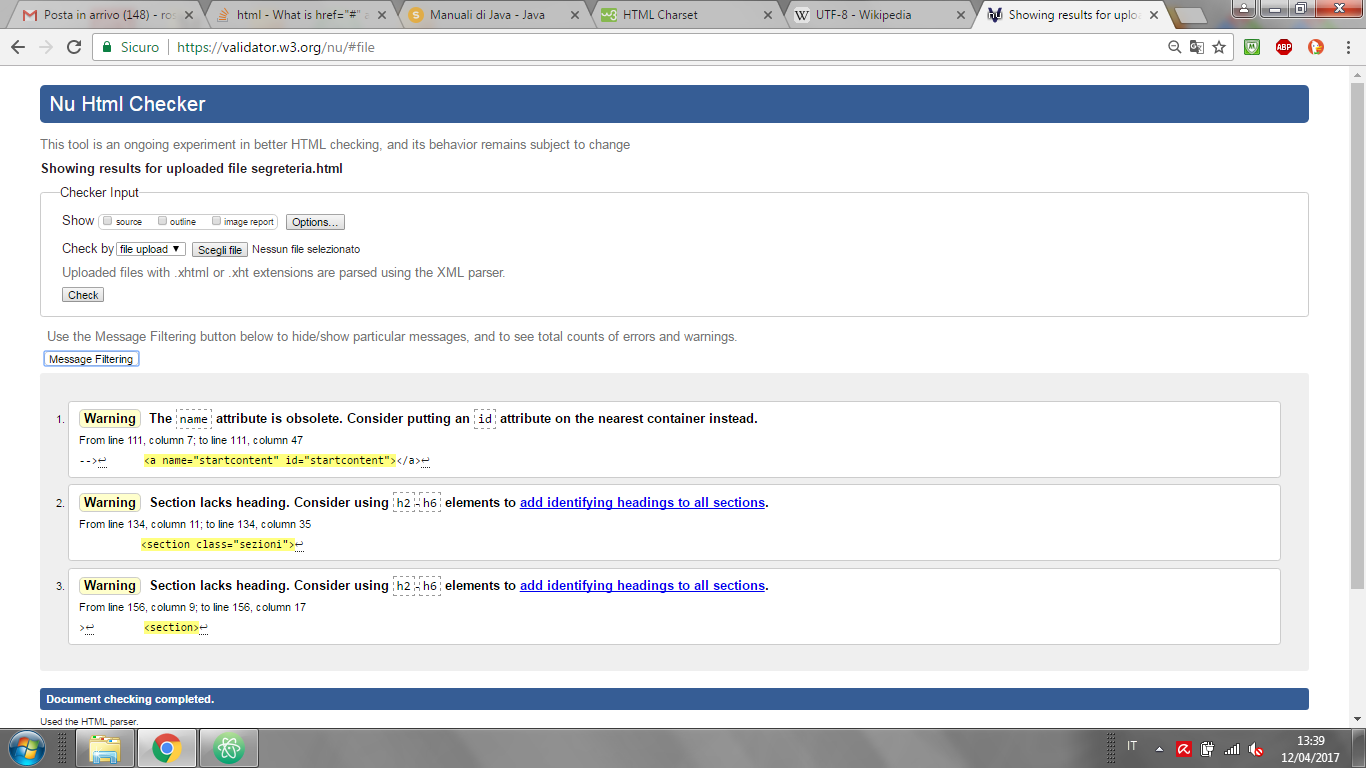 Posta in arrivo (148) - ros
html - What is href="#" a
Manuali di Java - Java
HTML Charset
UTF-8 - Wikipedia
Showing results for uplo
Sicuro https://validator.w3.org/nu/#file
ABP
Nu Html Checker
This tool is an ongoing experiment in better HTML checking, and its behavior remains subject to change
Showing results for uploaded file segreteria.html
Checker Input
Show source outline image report Options...
Check by file upload ▼ Scegli file Nessun file selezionato
Uploaded files with .xhtml or .xht extensions are parsed using the XML parser.
Check
Use the Message Filtering button below to hide/show particular messages, and to see total counts of errors and warnings.
Message Filtering
1. Warning The name attribute is obsolete. Consider putting an id attribute on the nearest container instead.
From line 111, column 7; to line 111, column 47
-->↩ <a name="startcontent" id="startcontent"></a>↩
2. Warning Section lacks heading. Consider using h2-h6 elements to add identifying headings to all sections.
From line 134, column 11; to line 134, column 35
<section class="sezioni">↩
3. Warning Section lacks heading. Consider using h2-h6 elements to add identifying headings to all sections.
From line 156, column 9; to line 156, column 17
>↩ <section>↩
Document checking completed.
Used the HTML parser.
IT
13:39
12/04/2017